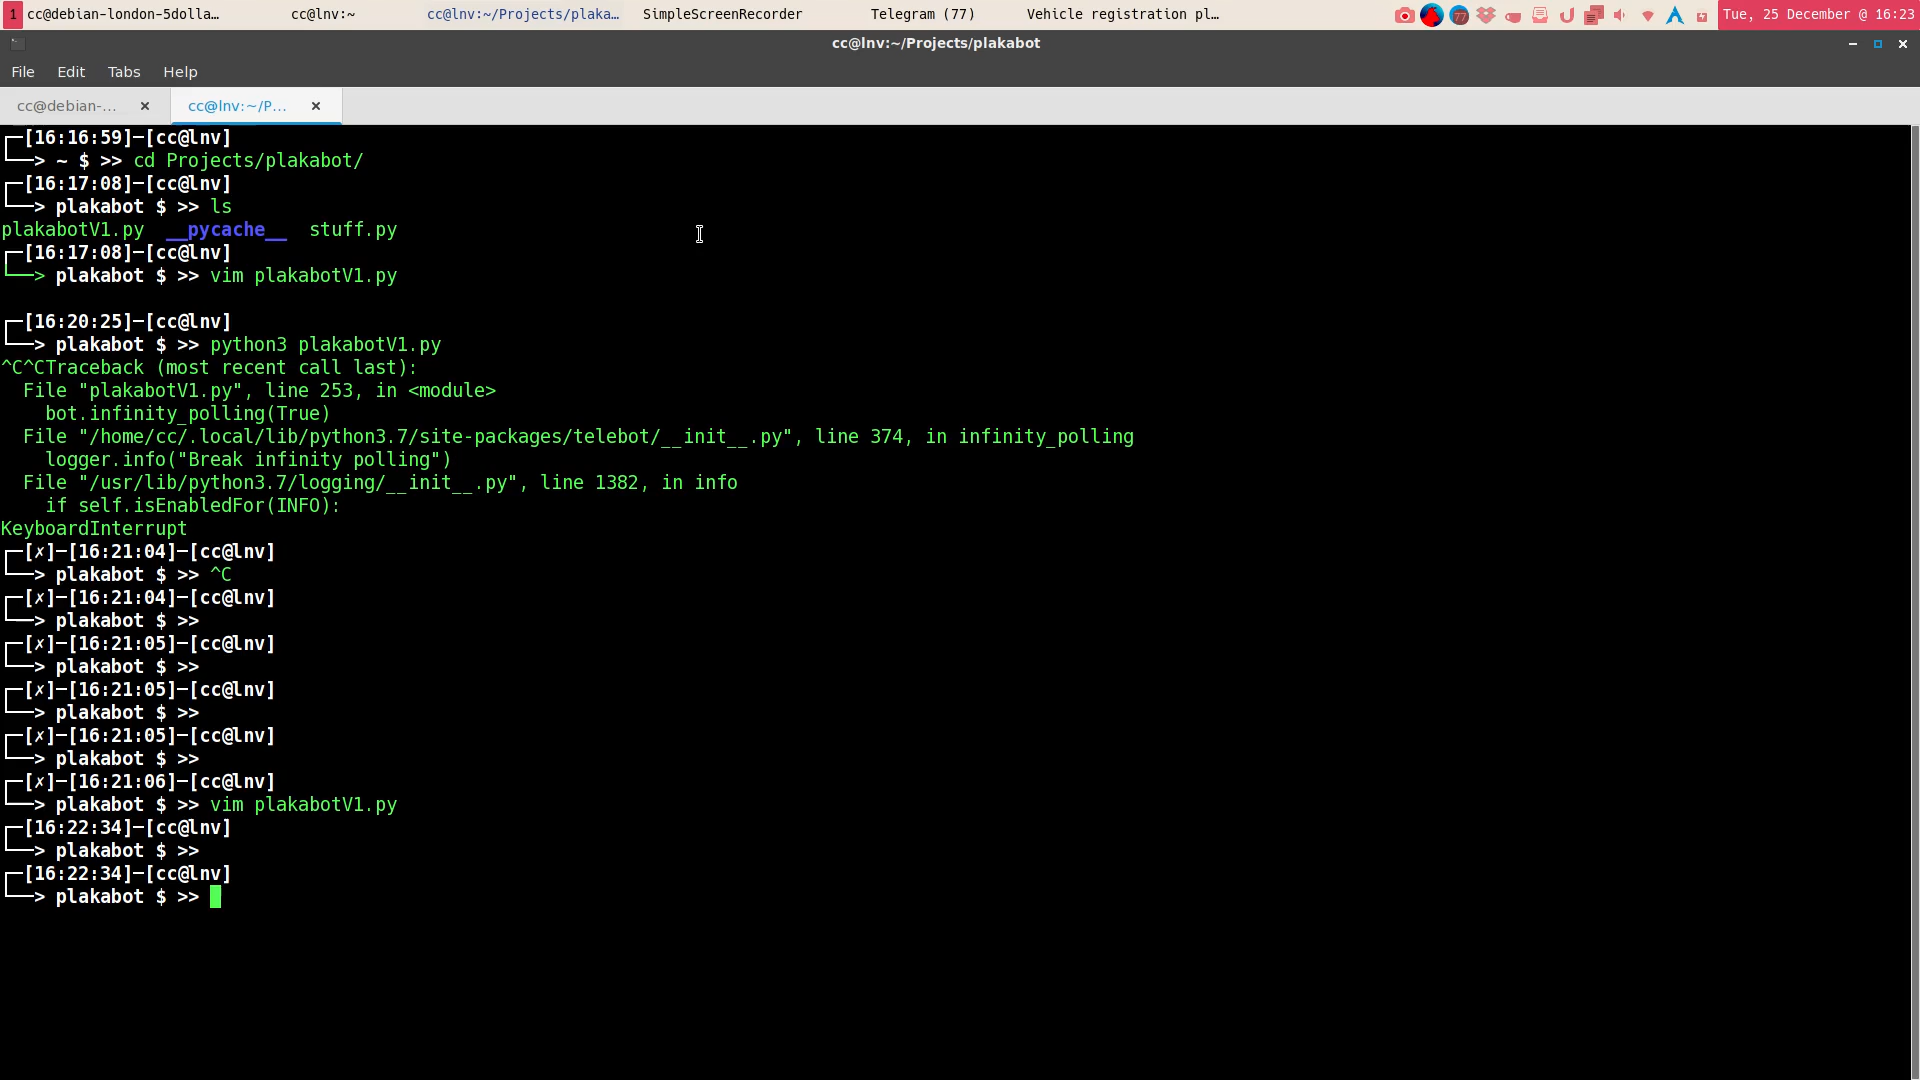 1 cc@debian-london-5dolla… cc@lnv:~ cc@lnv:~/Projects/plaka… SimpleScreenRecorder Telegram (77) Vehicle registration pl… 77 Tue, 25 December @ 16:23
cc@lnv:~/Projects/plakabot
File Edit Tabs Help
cc@debian-... cc@lnv:~/P...
┌─[16:16:59]─[cc@lnv]
└──> ~ $ >> cd Projects/plakabot/
┌─[16:17:08]─[cc@lnv]
└──> plakabot $ >> ls
plakabotV1.py  __pycache__  stuff.py
┌─[16:17:08]─[cc@lnv]
└──> plakabot $ >> vim plakabotV1.py
┌─[16:20:25]─[cc@lnv]
└──> plakabot $ >> python3 plakabotV1.py
^C^CTraceback (most recent call last):
  File "plakabotV1.py", line 253, in <module>
    bot.infinity_polling(True)
  File "/home/cc/.local/lib/python3.7/site-packages/telebot/__init__.py", line 374, in infinity_polling
    logger.info("Break infinity polling")
  File "/usr/lib/python3.7/logging/__init__.py", line 1382, in info
    if self.isEnabledFor(INFO):
KeyboardInterrupt
┌─[✗]─[16:21:04]─[cc@lnv]
└──> plakabot $ >> ^C
┌─[✗]─[16:21:04]─[cc@lnv]
└──> plakabot $ >>
┌─[✗]─[16:21:05]─[cc@lnv]
└──> plakabot $ >>
┌─[✗]─[16:21:05]─[cc@lnv]
└──> plakabot $ >>
┌─[✗]─[16:21:05]─[cc@lnv]
└──> plakabot $ >>
┌─[✗]─[16:21:06]─[cc@lnv]
└──> plakabot $ >> vim plakabotV1.py
┌─[16:22:34]─[cc@lnv]
└──> plakabot $ >>
┌─[16:22:34]─[cc@lnv]
└──> plakabot $ >>